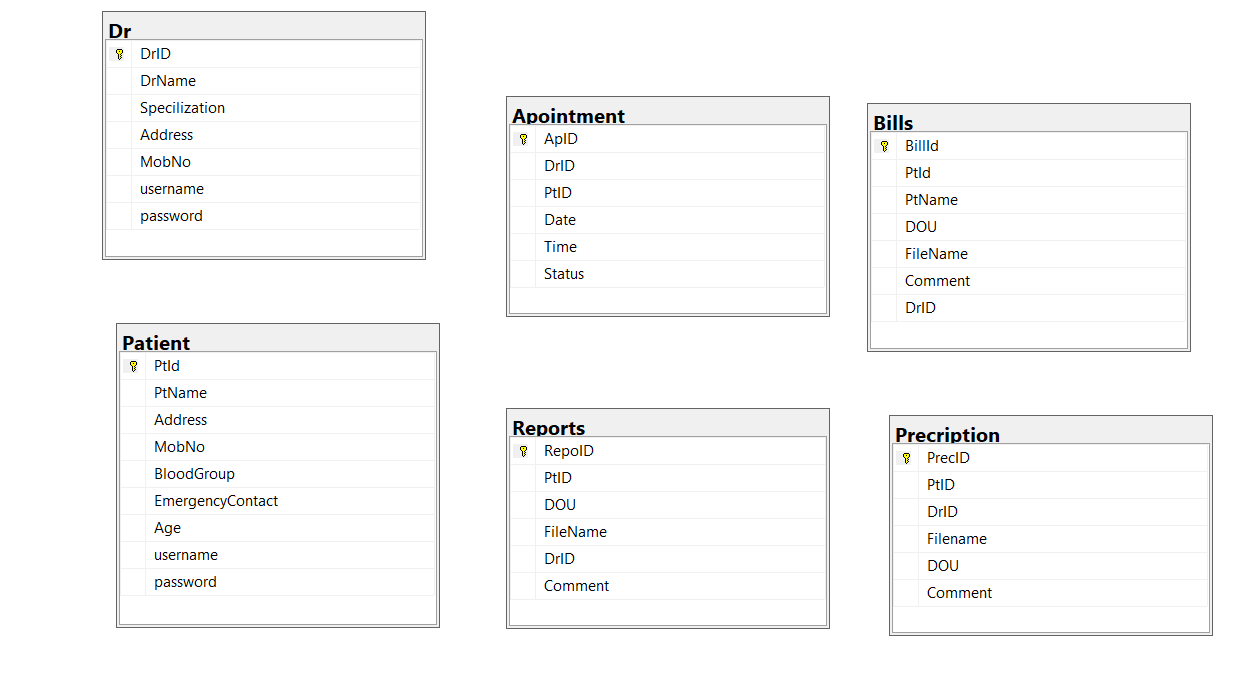 Dr
DrID
DrName
Specilization
Address
MobNo
username
password
Apointment
ApID
DrID
PtID
Date
Time
Status
Bills
BillId
PtId
PtName
DOU
FileName
Comment
DrID
Patient
PtId
PtName
Address
MobNo
BloodGroup
EmergencyContact
Age
username
password
Reports
RepoID
PtID
DOU
FileName
DrID
Comment
Precription
PrecID
PtID
DrID
Filename
DOU
Comment